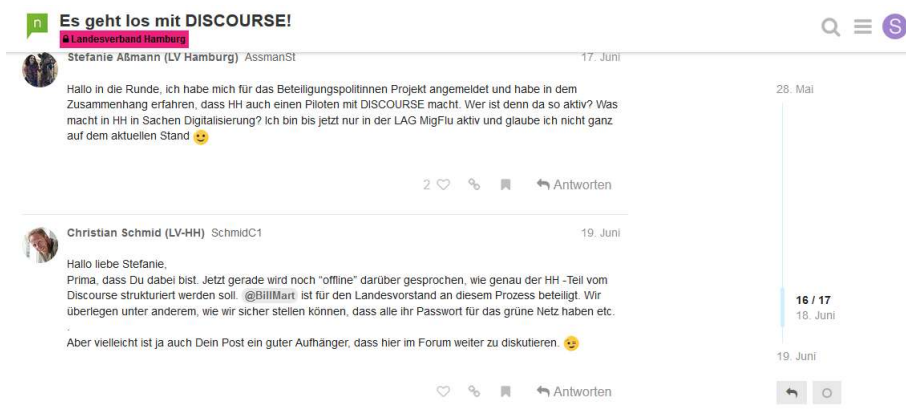 n
Es geht los mit DISCOURSE!
Landesverband Hamburg
S
Stefanie Aßmann (LV Hamburg) AssmanSt 17. Juni
Hallo in die Runde, ich habe mich für das Beteiligungspolitinnen Projekt angemeldet und habe in dem
Zusammenhang erfahren, dass HH auch einen Piloten mit DISCOURSE macht. Wer ist denn da so aktiv? Was
macht in HH in Sachen Digitalisierung? Ich bin bis jetzt nur in der LAG MigFlu aktiv und glaube ich nicht ganz
auf dem aktuellen Stand
2 Antworten
Christian Schmid (LV-HH) SchmidC1 19. Juni
Hallo liebe Stefanie,
Prima, dass Du dabei bist. Jetzt gerade wird noch "offline" darüber gesprochen, wie genau der HH -Teil vom
Discourse strukturiert werden soll. @BillMart ist für den Landesvorstand an diesem Prozess beteiligt. Wir
überlegen unter anderem, wie wir sicher stellen können, dass alle ihr Passwort für das grüne Netz haben etc.
.
Aber vielleicht ist ja auch Dein Post ein guter Aufhänger, dass hier im Forum weiter zu diskutieren.
Antworten
28. Mai
16 / 17
18. Juni
19. Juni